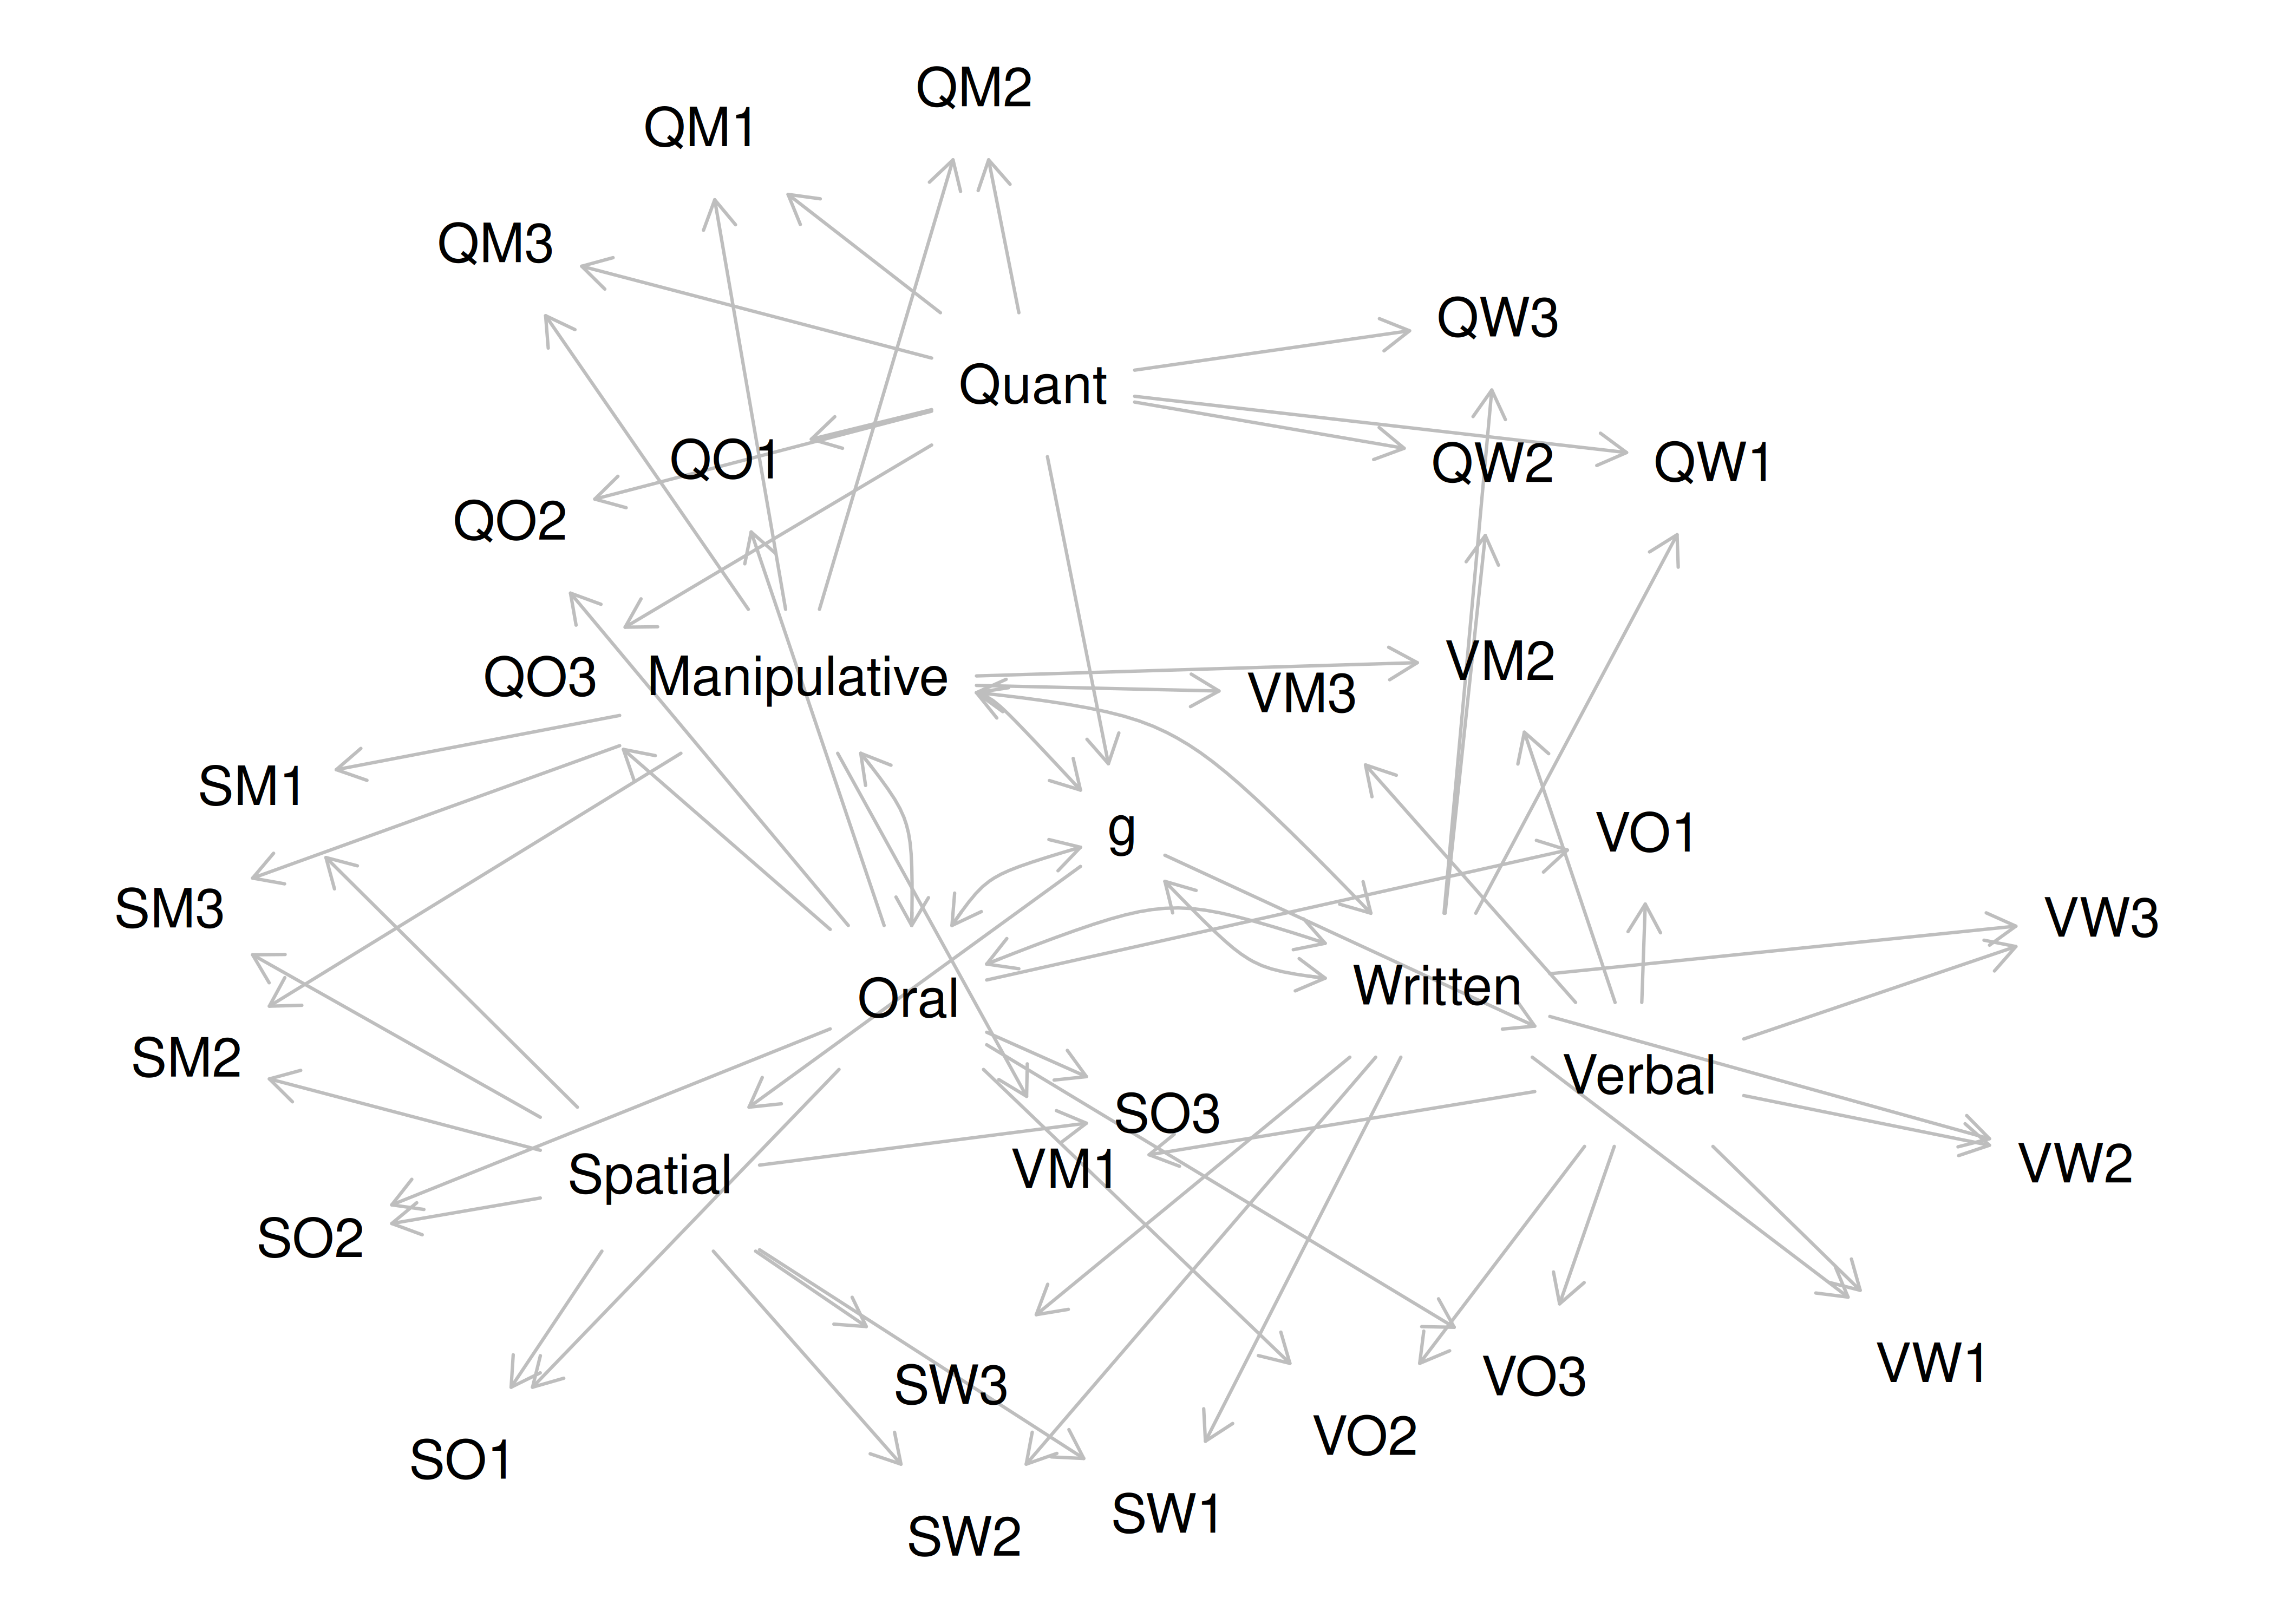 QM2
QM1
QM3
QW3
Quant
QO1
QW2
QW1
QO2
VM2
QO3
Manipulative
VM3
SM1
g
VO1
SM3
VW3
Written
Oral
SM2
Verbal
SO3
VW2
VM1
Spatial
SO2
VW1
VO3
SW3
VO2
SO1
SW1
SW2